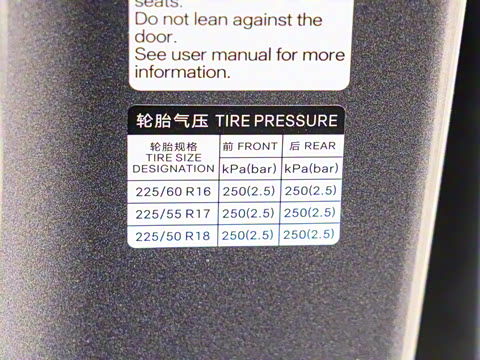 seats.
Do not lean against the
door.
See user manual for more
information.
轮胎气压 TIRE PRESSURE
轮胎规格 TIRE SIZE DESIGNATION 前 FRONT kPa(bar) 后 REAR kPa(bar)
225/60 R16 250(2.5) 250(2.5)
225/55 R17 250(2.5) 250(2.5)
225/50 R18 250(2.5) 250(2.5)